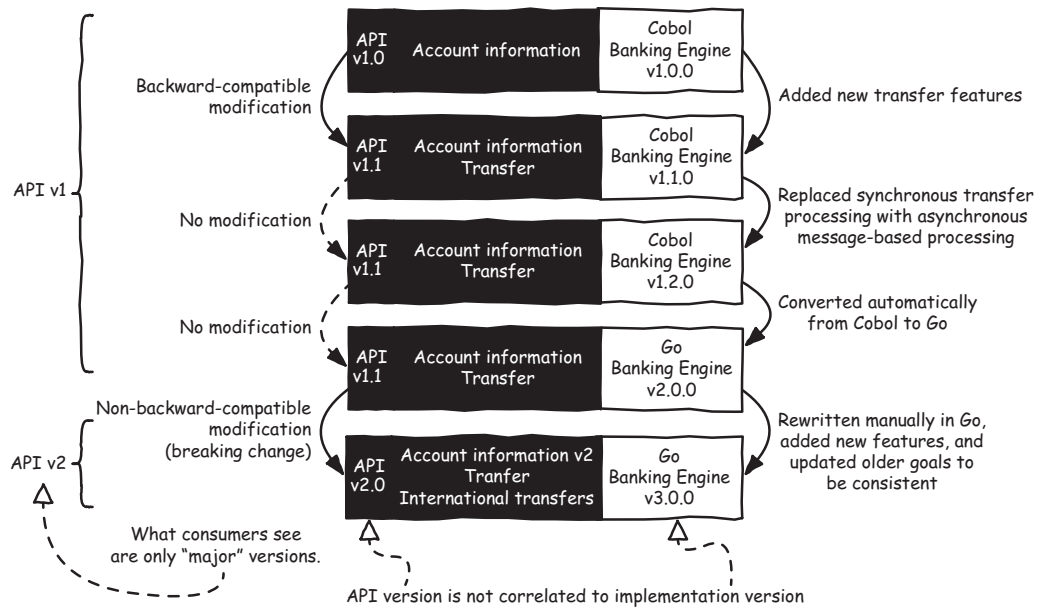 API
v1.0
Account information
Cobol
Banking Engine
v1.0.0
Backward-compatible
modification
Added new transfer features
API
v1.1
Account information
Transfer
Cobol
Banking Engine
v1.1.0
API v1
No modification
Replaced synchronous transfer
processing with asynchronous
message-based processing
API
v1.1
Account information
Transfer
Cobol
Banking Engine
v1.2.0
No modification
Converted automatically
from Cobol to Go
API
v1.1
Account information
Transfer
Go
Banking Engine
v2.0.0
Non-backward-compatible
modification
(breaking change)
Rewritten manually in Go,
added new features, and
updated older goals to
be consistent
API v2
API
v2.0
Account information v2
Tranfer
International transfers
Go
Banking Engine
v3.0.0
What consumers see
are only “major” versions.
API version is not correlated to implementation version